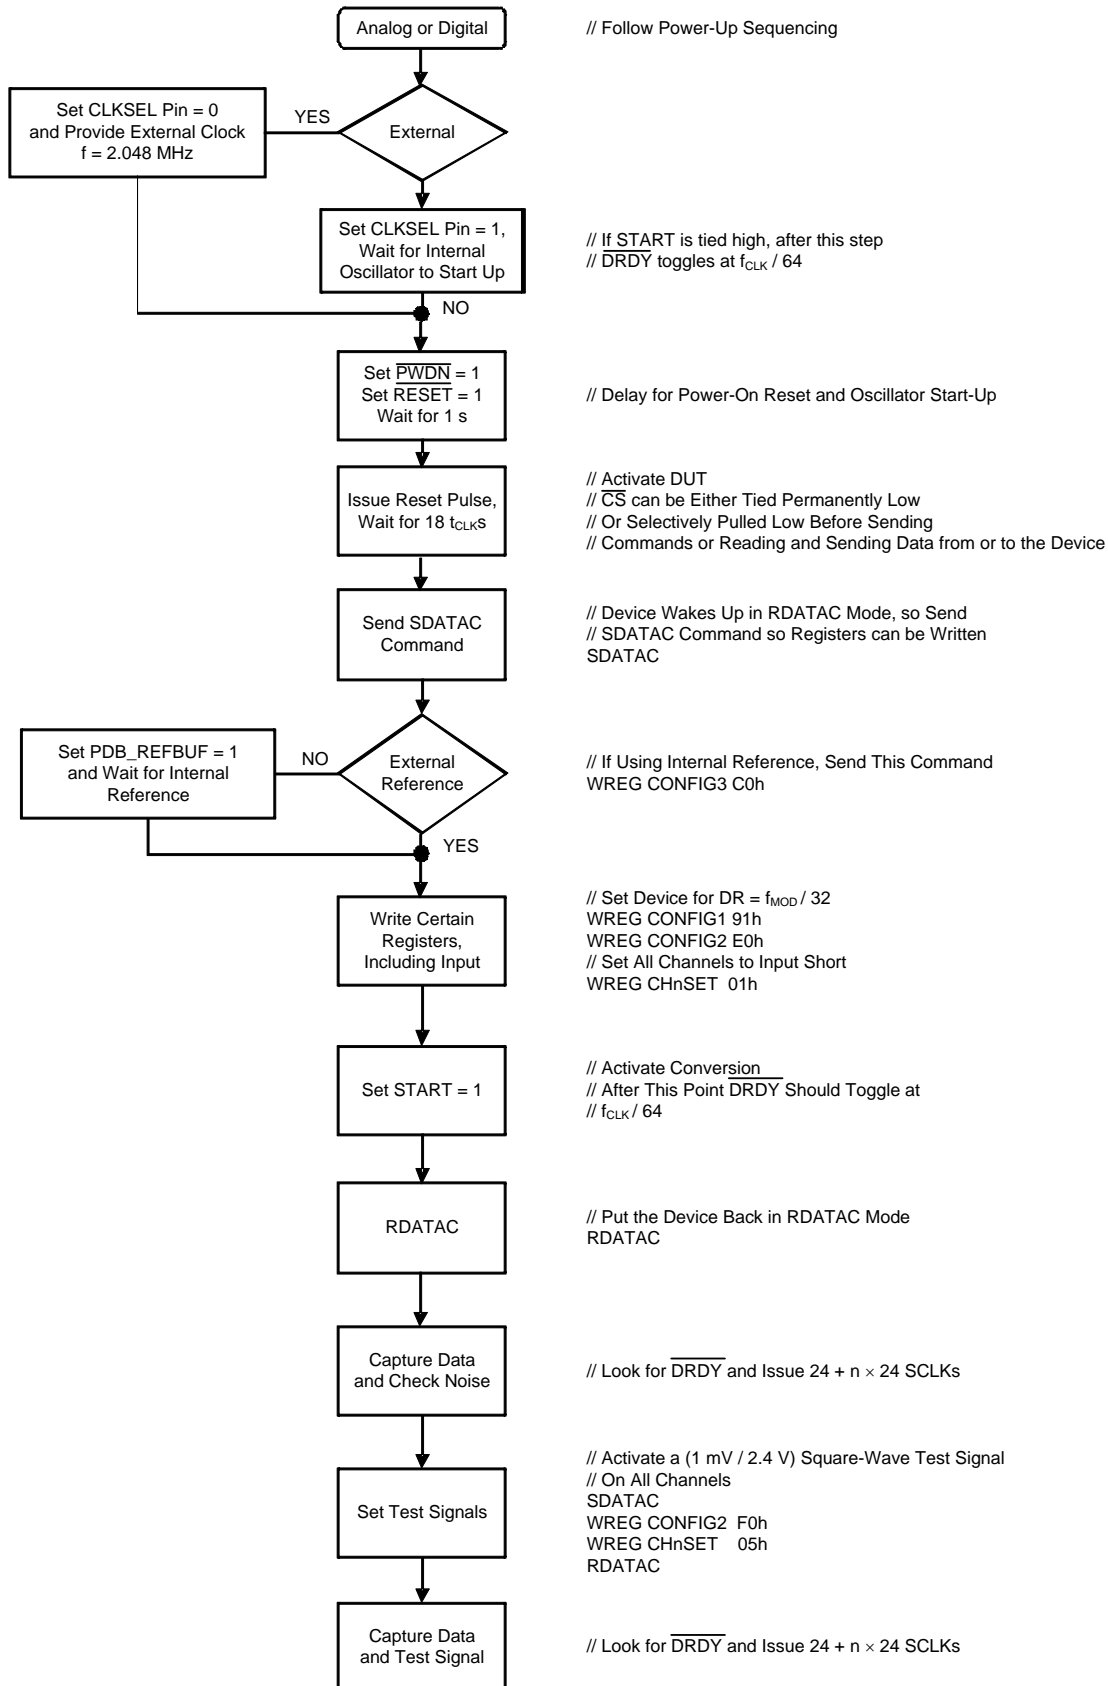 Analog or Digital
// Follow Power-Up Sequencing
Set CLKSEL Pin = 0
and Provide External Clock
f = 2.048 MHz
YES
External
Set CLKSEL Pin = 1,
Wait for Internal
Oscillator to Start Up
// If START is tied high, after this step
// DRDY toggles at fCLK / 64
NO
Set PWDN = 1
Set RESET = 1
Wait for 1 s
// Delay for Power-On Reset and Oscillator Start-Up
Issue Reset Pulse,
Wait for 18 tCLKs
// Activate DUT
// CS can be Either Tied Permanently Low
// Or Selectively Pulled Low Before Sending
// Commands or Reading and Sending Data from or to the Device
Send SDATAC
Command
// Device Wakes Up in RDATAC Mode, so Send
// SDATAC Command so Registers can be Written
SDATAC
Set PDB_REFBUF = 1
and Wait for Internal
Reference
NO
External
Reference
// If Using Internal Reference, Send This Command
WREG CONFIG3 C0h
YES
Write Certain
Registers,
Including Input
// Set Device for DR = fMOD / 32
WREG CONFIG1 91h
WREG CONFIG2 E0h
// Set All Channels to Input Short
WREG CHnSET 01h
Set START = 1
// Activate Conversion
// After This Point DRDY Should Toggle at
// fCLK / 64
RDATAC
// Put the Device Back in RDATAC Mode
RDATAC
Capture Data
and Check Noise
// Look for DRDY and Issue 24 + n × 24 SCLKs
Set Test Signals
// Activate a (1 mV / 2.4 V) Square-Wave Test Signal
// On All Channels
SDATAC
WREG CONFIG2 F0h
WREG CHnSET 05h
RDATAC
Capture Data
and Test Signal
// Look for DRDY and Issue 24 + n × 24 SCLKs